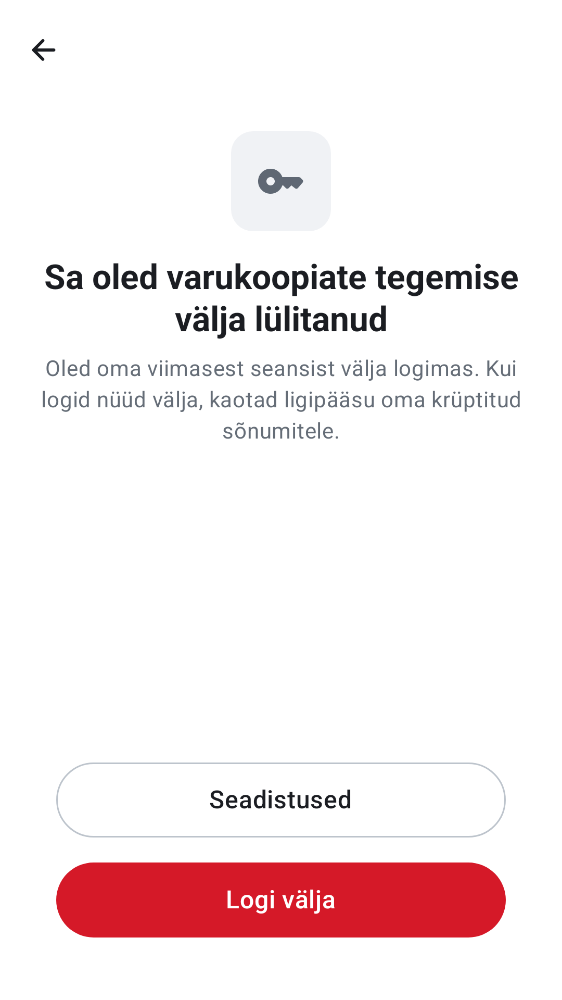 Sa oled varukoopiate tegemise
välja lülitanud
Oled oma viimasest seansist välja logimas. Kui
logid nüüd välja, kaotad ligipääsu oma krüptitud
sõnumitele.
Seadistused
Logi välja